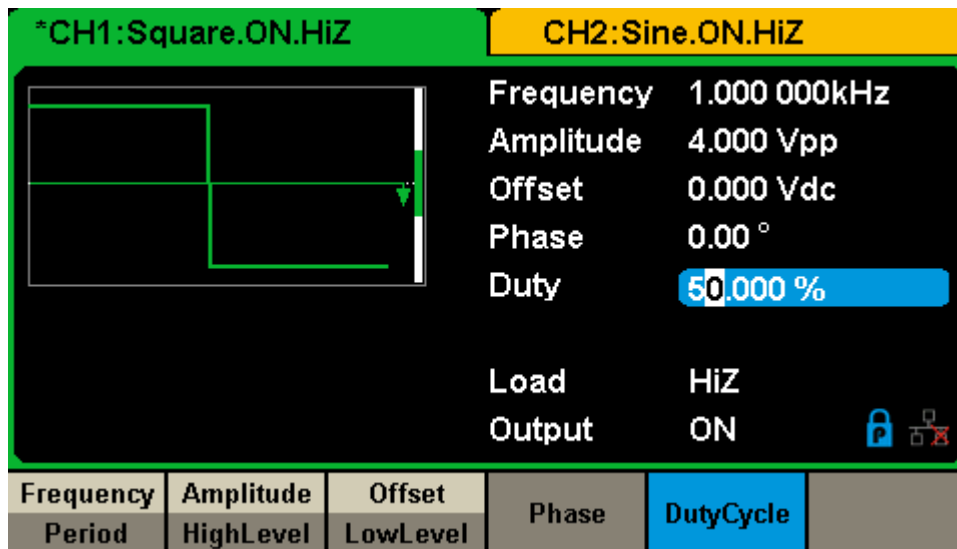 *CH1:Square.ON.HiZ
CH2:Sine.ON.HiZ
Frequency 1.000 000kHz
Amplitude 4.000 Vpp
Offset 0.000 Vdc
Phase 0.00 °
Duty 50.000 %
Load HiZ
Output ON
P
Frequency Amplitude Offset Phase DutyCycle
Period HighLevel LowLevel